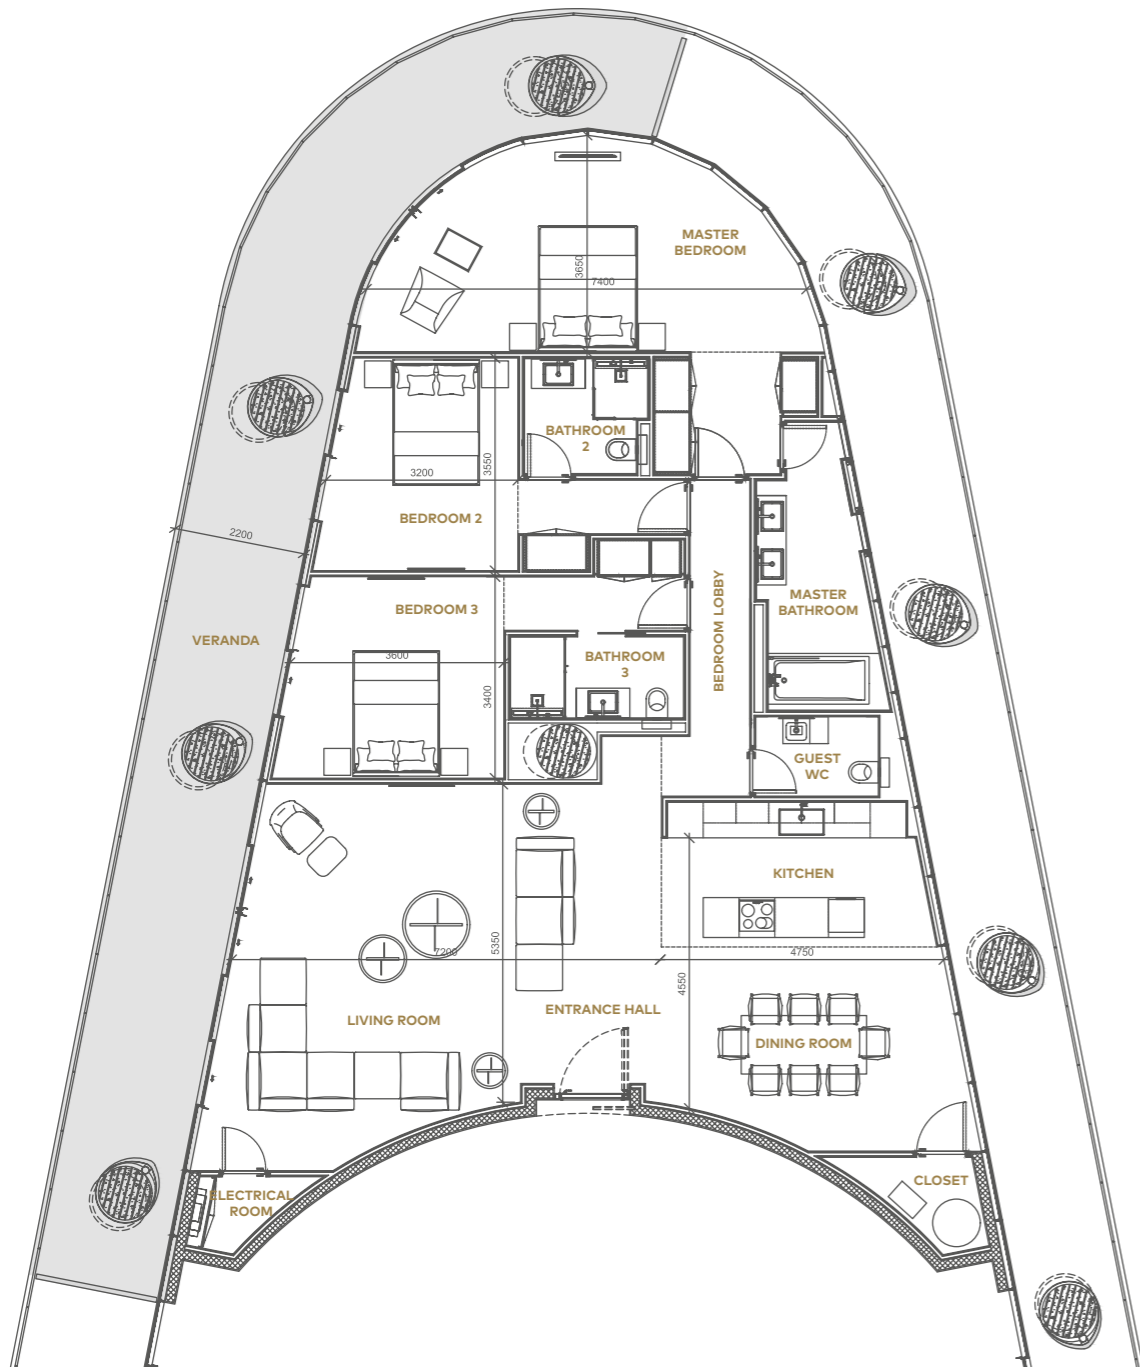 MASTER
BEDROOM
3650
7400
BATHROOM
2
3550
3200
BEDROOM 2
2200
BEDROOM 3
BEDROOM LOBBY
MASTER
BATHROOM
VERANDA
3600
BATHROOM
3
3400
GUEST
WC
KITCHEN
7200
5350
4750
4550
LIVING ROOM
ENTRANCE HALL
DINING ROOM
ELECTRICAL
ROOM
CLOSET